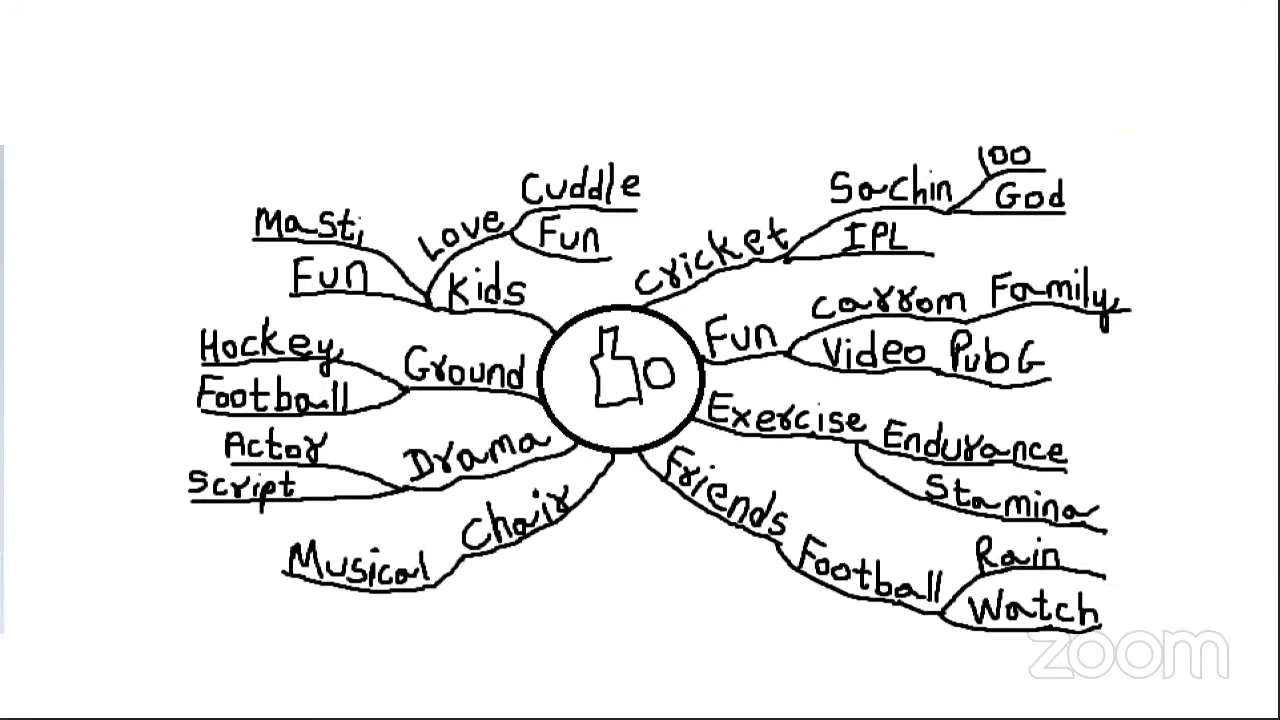 Cuddle
Love
Fun
Masti
Fun
Kids
Hockey
Football
Ground
Actor
Script
Drama
Chair
Musical
Cricket
Sachin
100
God
IPL
Fun
Carrom Family
Video PubG
Exercise
Endurance
Stamina
Friends
Football
Rain
Watch
zoom